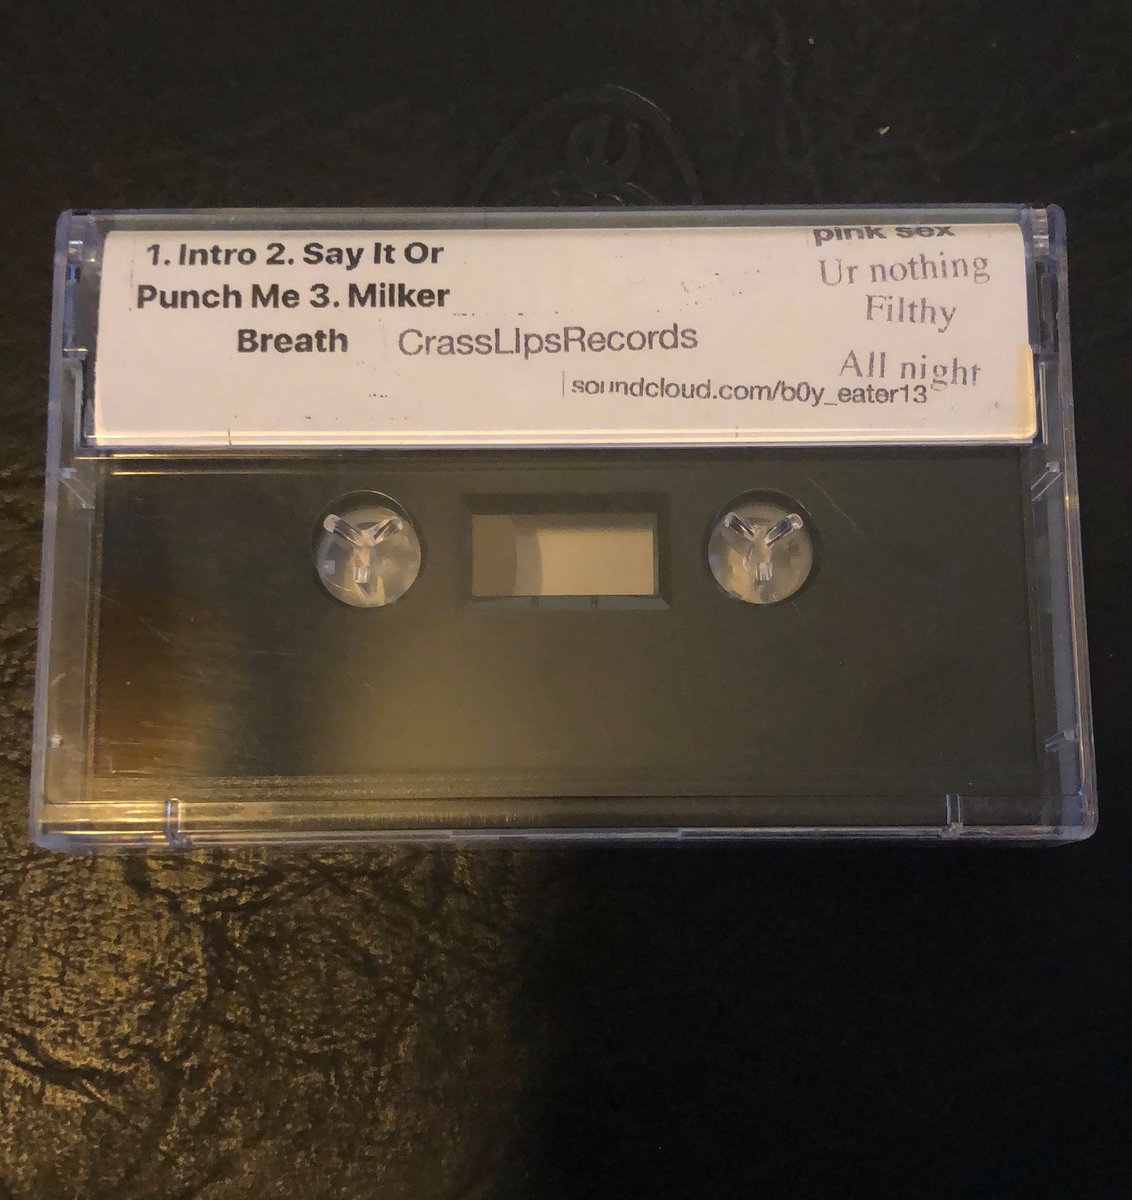 1. Intro 2. Say It Or
Punch Me 3. Milker
Breath
CrassLIpsRecords
soundcloud.com/b0y_eater13
pink sex
Ur nothing
Filthy
All night